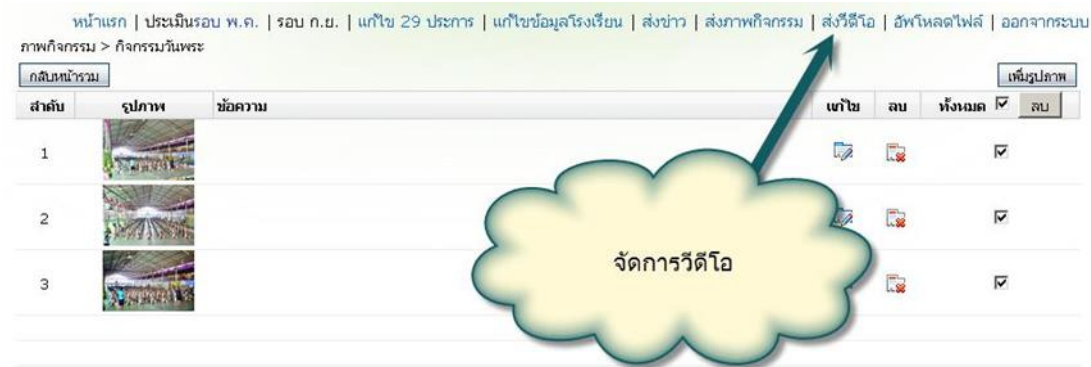 หน้าแรก | ประเมินรอบ พ.ค. | รอบ ก.ย. | แก้ไข 29 ประการ | แก้ไขข้อมูลโรงเรียน | ส่งข่าว | ส่งภาพกิจกรรม | ส่งวีดีโอ | อัพโหลดไฟล์ | ออกจากระบบ
ภาพกิจกรรม > กิจกรรมวันพระ
กลับหน้ารวม เพิ่มรูปภาพ
ลำดับ รูปภาพ ข้อความ แก้ไข ลบ ทั้งหมด ลบ
1
2
จัดการวีดีโอ
3